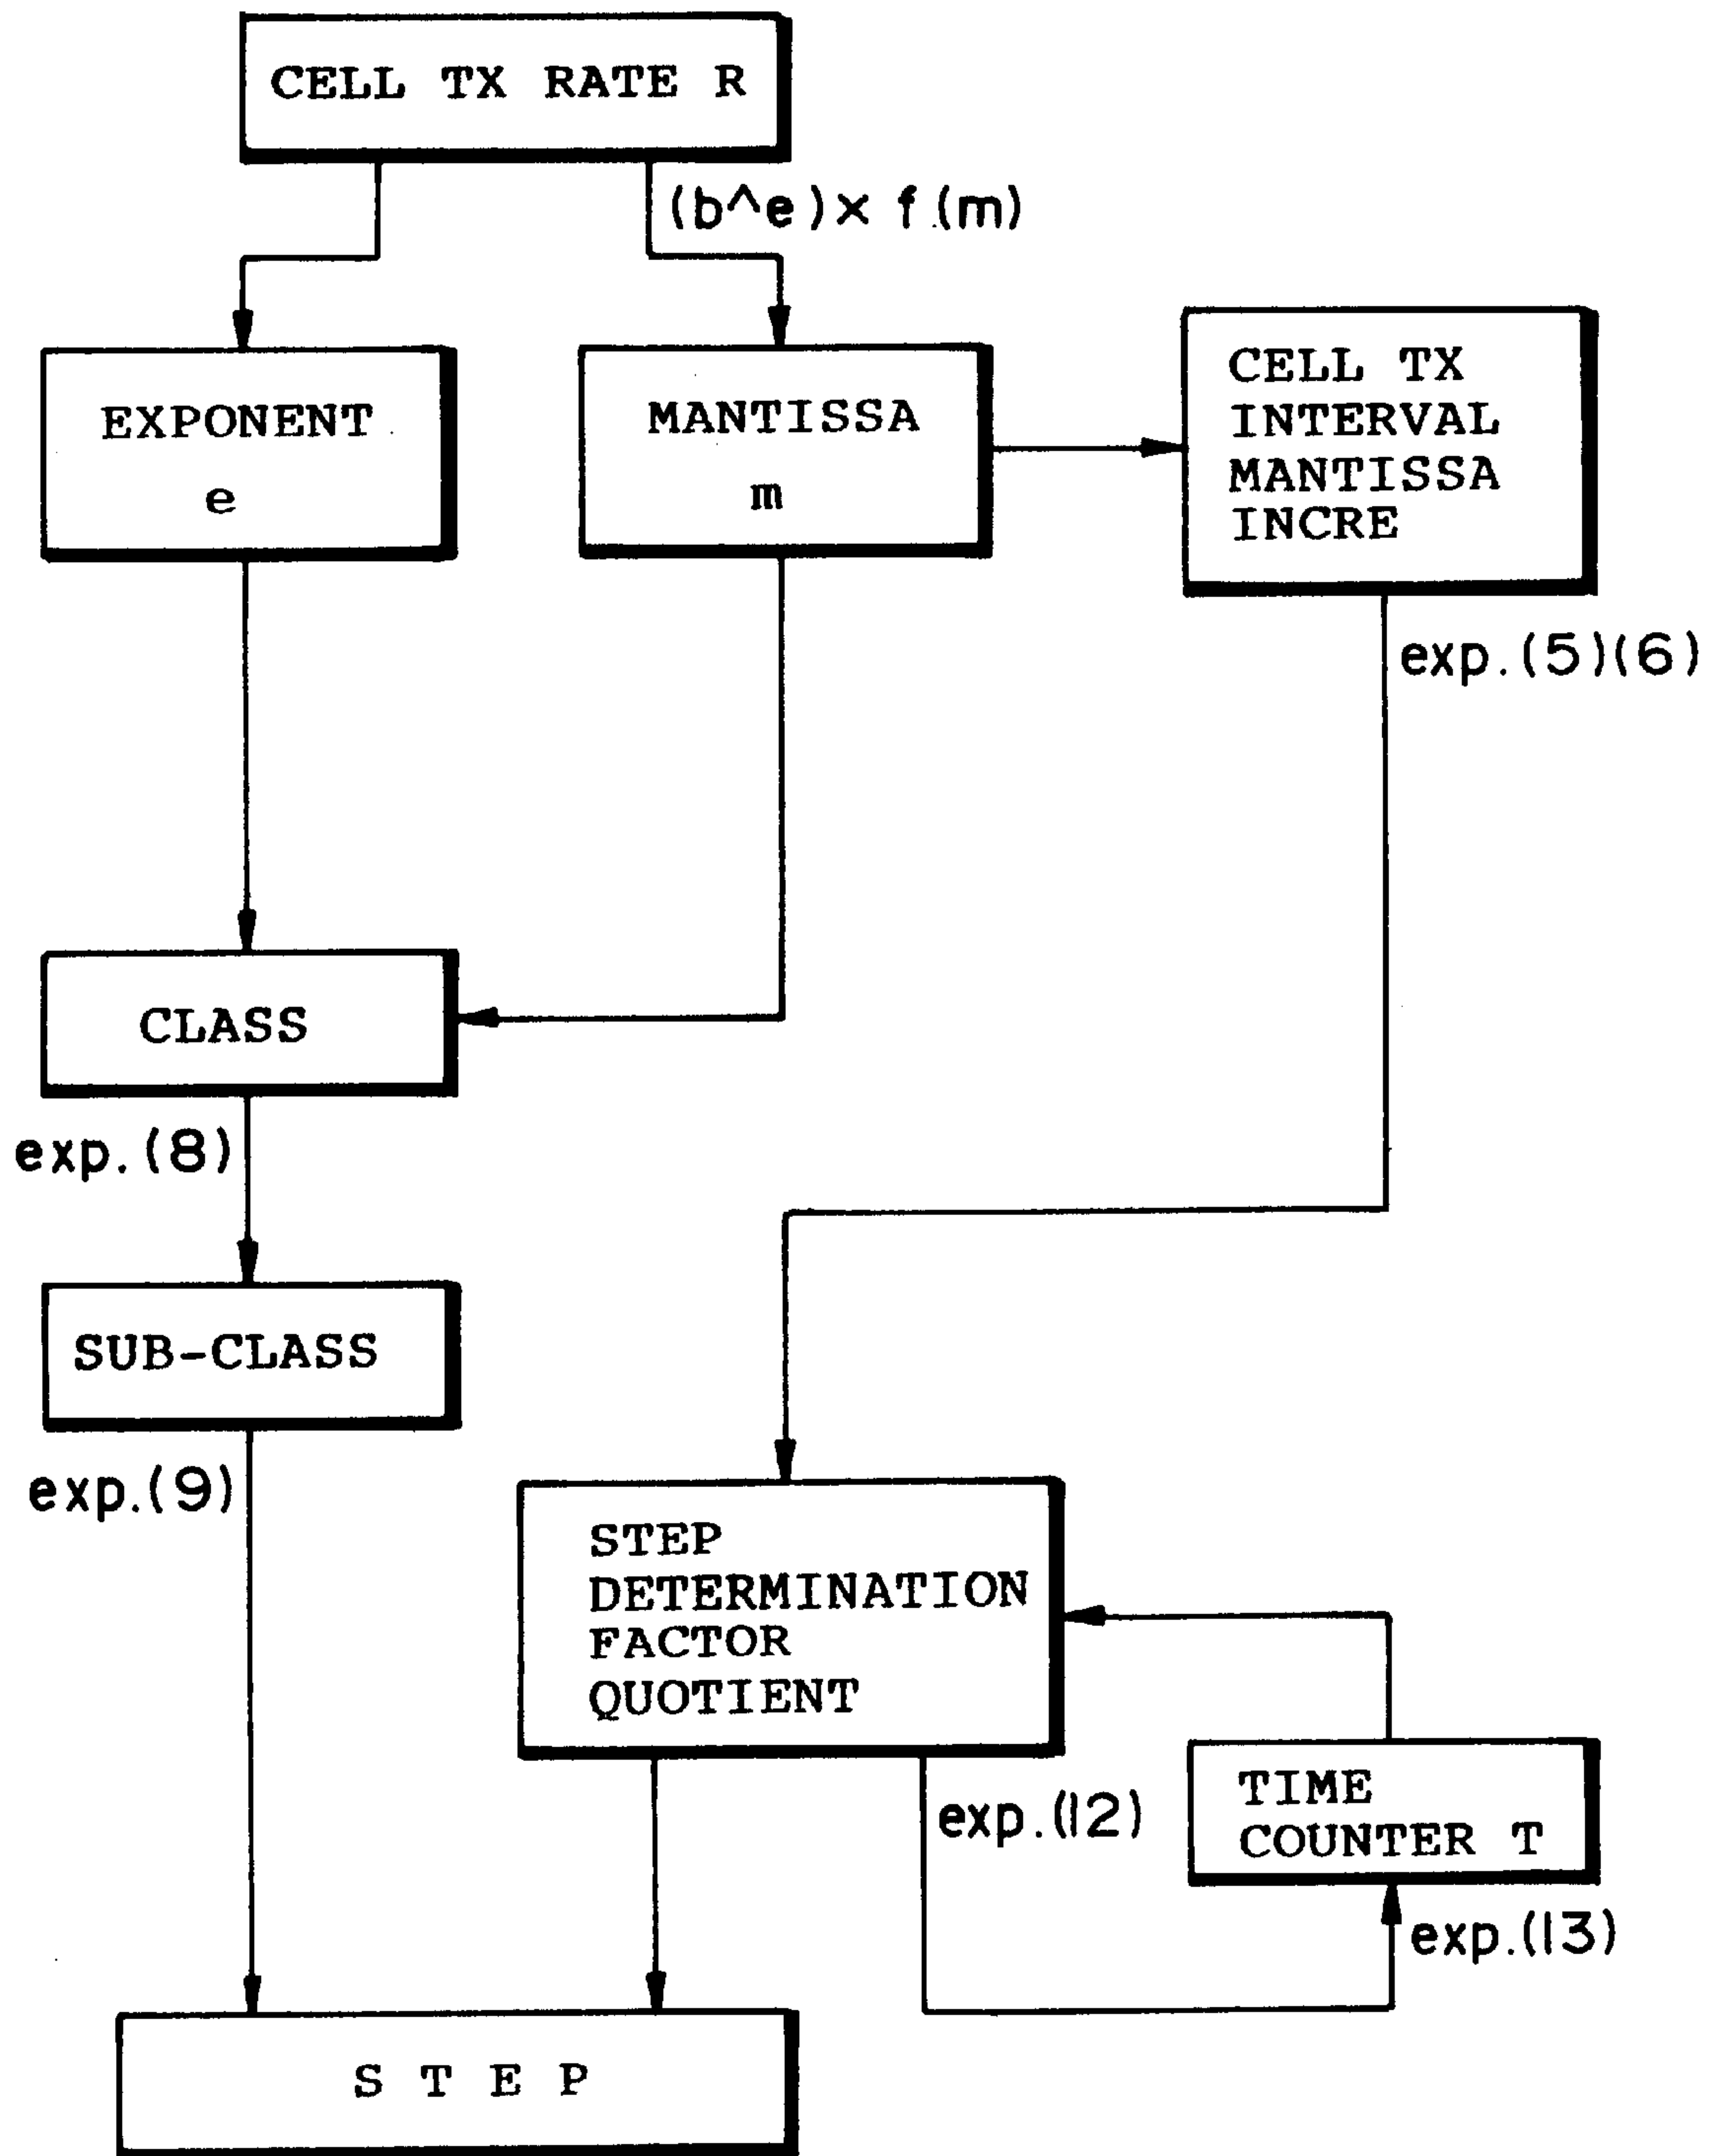 CELL TX RATE R
(b^e)× f.(m)
EXPONENT
e
MANTISSA
m
CELL TX
INTERVAL
MANTISSA
INCRE
exp.(5)(6)
CLASS
exp.(8)
SUB-CLASS
exp.(9)
STEP
DETERMINATION
FACTOR
QUOTIENT
exp.(12)
TIME
COUNTER T
exp.(13)
S T E P